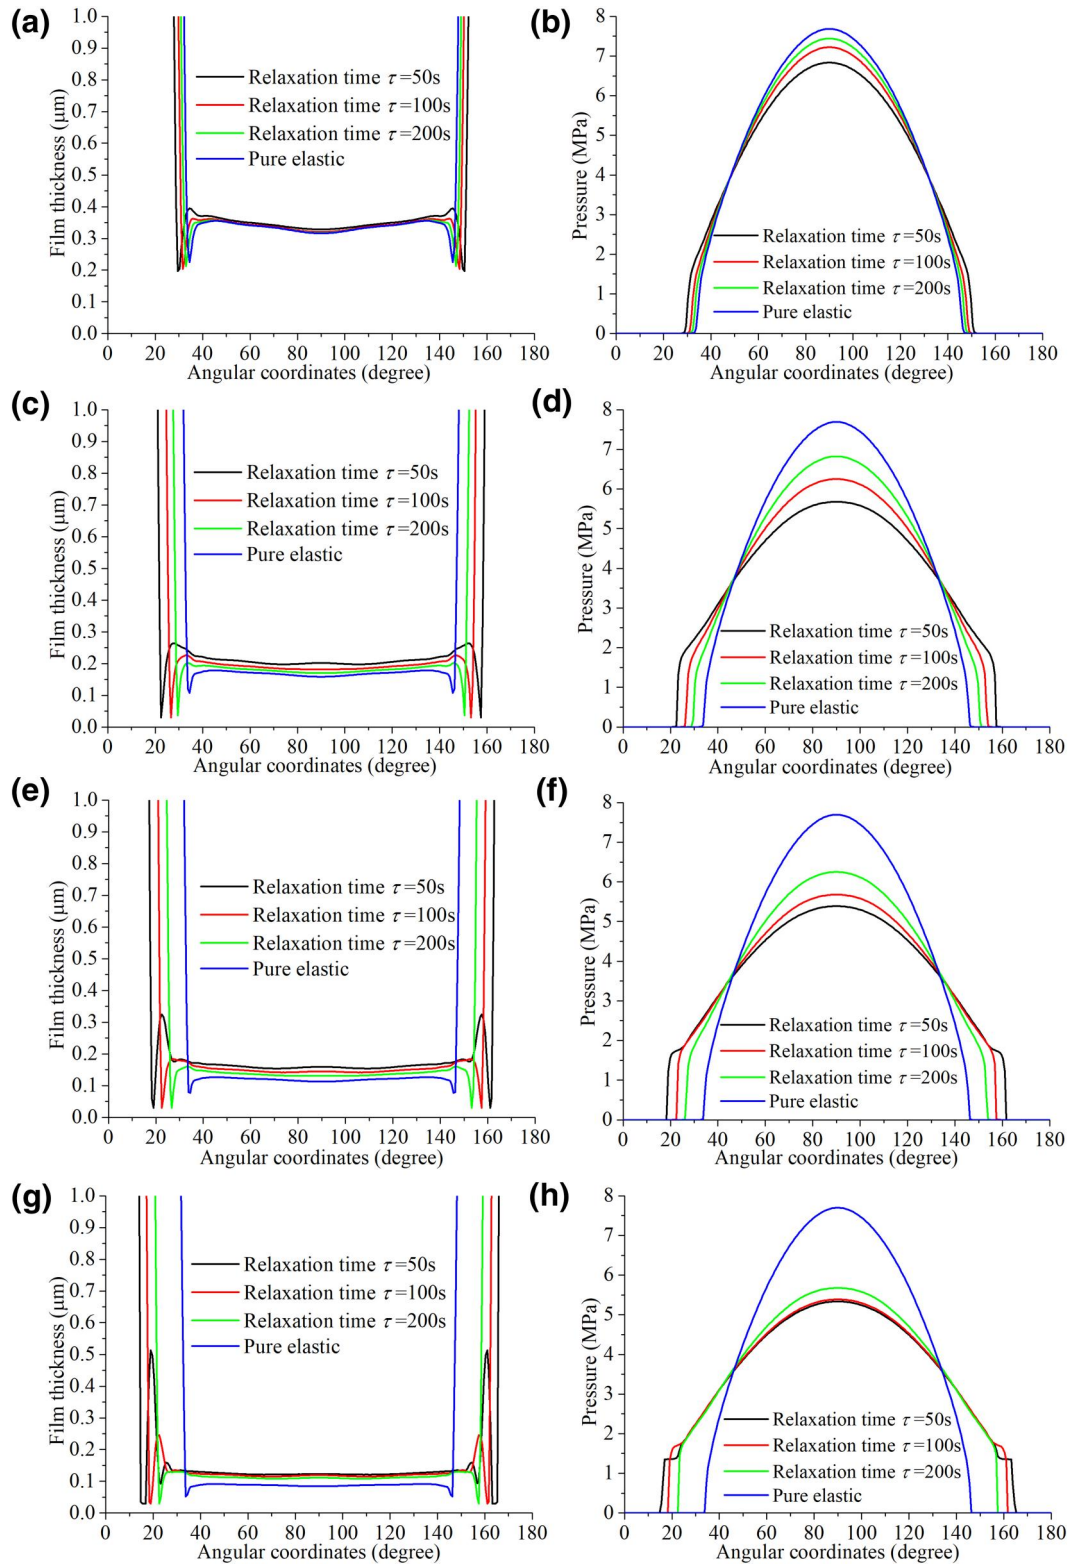 (a)
1.0
0.9
0.8
0.7
0.6
0.5
0.4
0.3
0.2
0.1
0.0
Film thickness (μm)
Relaxation time τ=50s
Relaxation time τ=100s
Relaxation time τ=200s
Pure elastic
0 20 40 60 80 100 120 140 160 180
Angular coordinates (degree)
(b)
8
7
6
5
4
3
2
1
0
Pressure (MPa)
Relaxation time τ=50s
Relaxation time τ=100s
Relaxation time τ=200s
Pure elastic
0 20 40 60 80 100 120 140 160 180
Angular coordinates (degree)
(c)
1.0
0.9
0.8
0.7
0.6
0.5
0.4
0.3
0.2
0.1
0.0
Film thickness (μm)
Relaxation time τ=50s
Relaxation time τ=100s
Relaxation time τ=200s
Pure elastic
0 20 40 60 80 100 120 140 160 180
Angular coordinates (degree)
(d)
8
7
6
5
4
3
2
1
0
Pressure (MPa)
Relaxation time τ=50s
Relaxation time τ=100s
Relaxation time τ=200s
Pure elastic
0 20 40 60 80 100 120 140 160 180
Angular coordinates (degree)
(e)
1.0
0.9
0.8
0.7
0.6
0.5
0.4
0.3
0.2
0.1
0.0
Film thickness (μm)
Relaxation time τ=50s
Relaxation time τ=100s
Relaxation time τ=200s
Pure elastic
0 20 40 60 80 100 120 140 160 180
Angular coordinates (degree)
(f)
8
7
6
5
4
3
2
1
0
Pressure (MPa)
Relaxation time τ=50s
Relaxation time τ=100s
Relaxation time τ=200s
Pure elastic
0 20 40 60 80 100 120 140 160 180
Angular coordinates (degree)
(g)
1.0
0.9
0.8
0.7
0.6
0.5
0.4
0.3
0.2
0.1
0.0
Film thickness (μm)
Relaxation time τ=50s
Relaxation time τ=100s
Relaxation time τ=200s
Pure elastic
0 20 40 60 80 100 120 140 160 180
Angular coordinates (degree)
(h)
8
7
6
5
4
3
2
1
0
Pressure (MPa)
Relaxation time τ=50s
Relaxation time τ=100s
Relaxation time τ=200s
Pure elastic
0 20 40 60 80 100 120 140 160 180
Angular coordinates (degree)